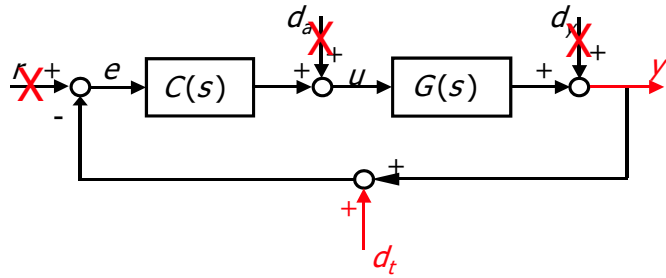 d_a
d_y
+
+
r
+
e
C(s)
+
u
G(s)
+
y
-
+
+
d_t